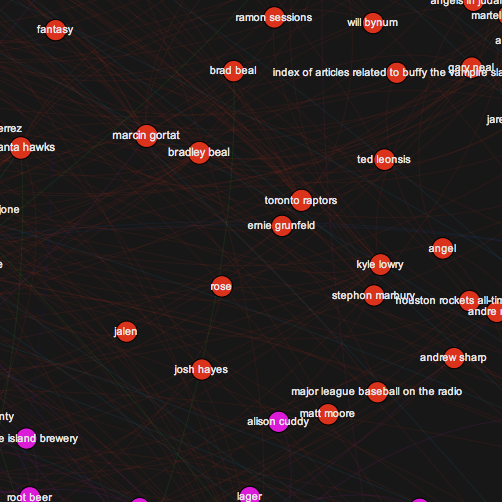 angels in juda
ramon sessions
will bynum
martel
fantasy
a
brad beal
index of articles related to buffy the vampire sla
gary neal
jare
errez
marcin gortat
anta hawks
bradley beal
ted leonsis
toronto raptors
jone
ernie grunfeld
angel
e
kyle lowry
rose
stephon marbury
houston rockets all-tim
andre
jalen
andrew sharp
josh hayes
major league baseball on the radio
matt moore
nty
alison cuddy
e island brewery
root beer
lager